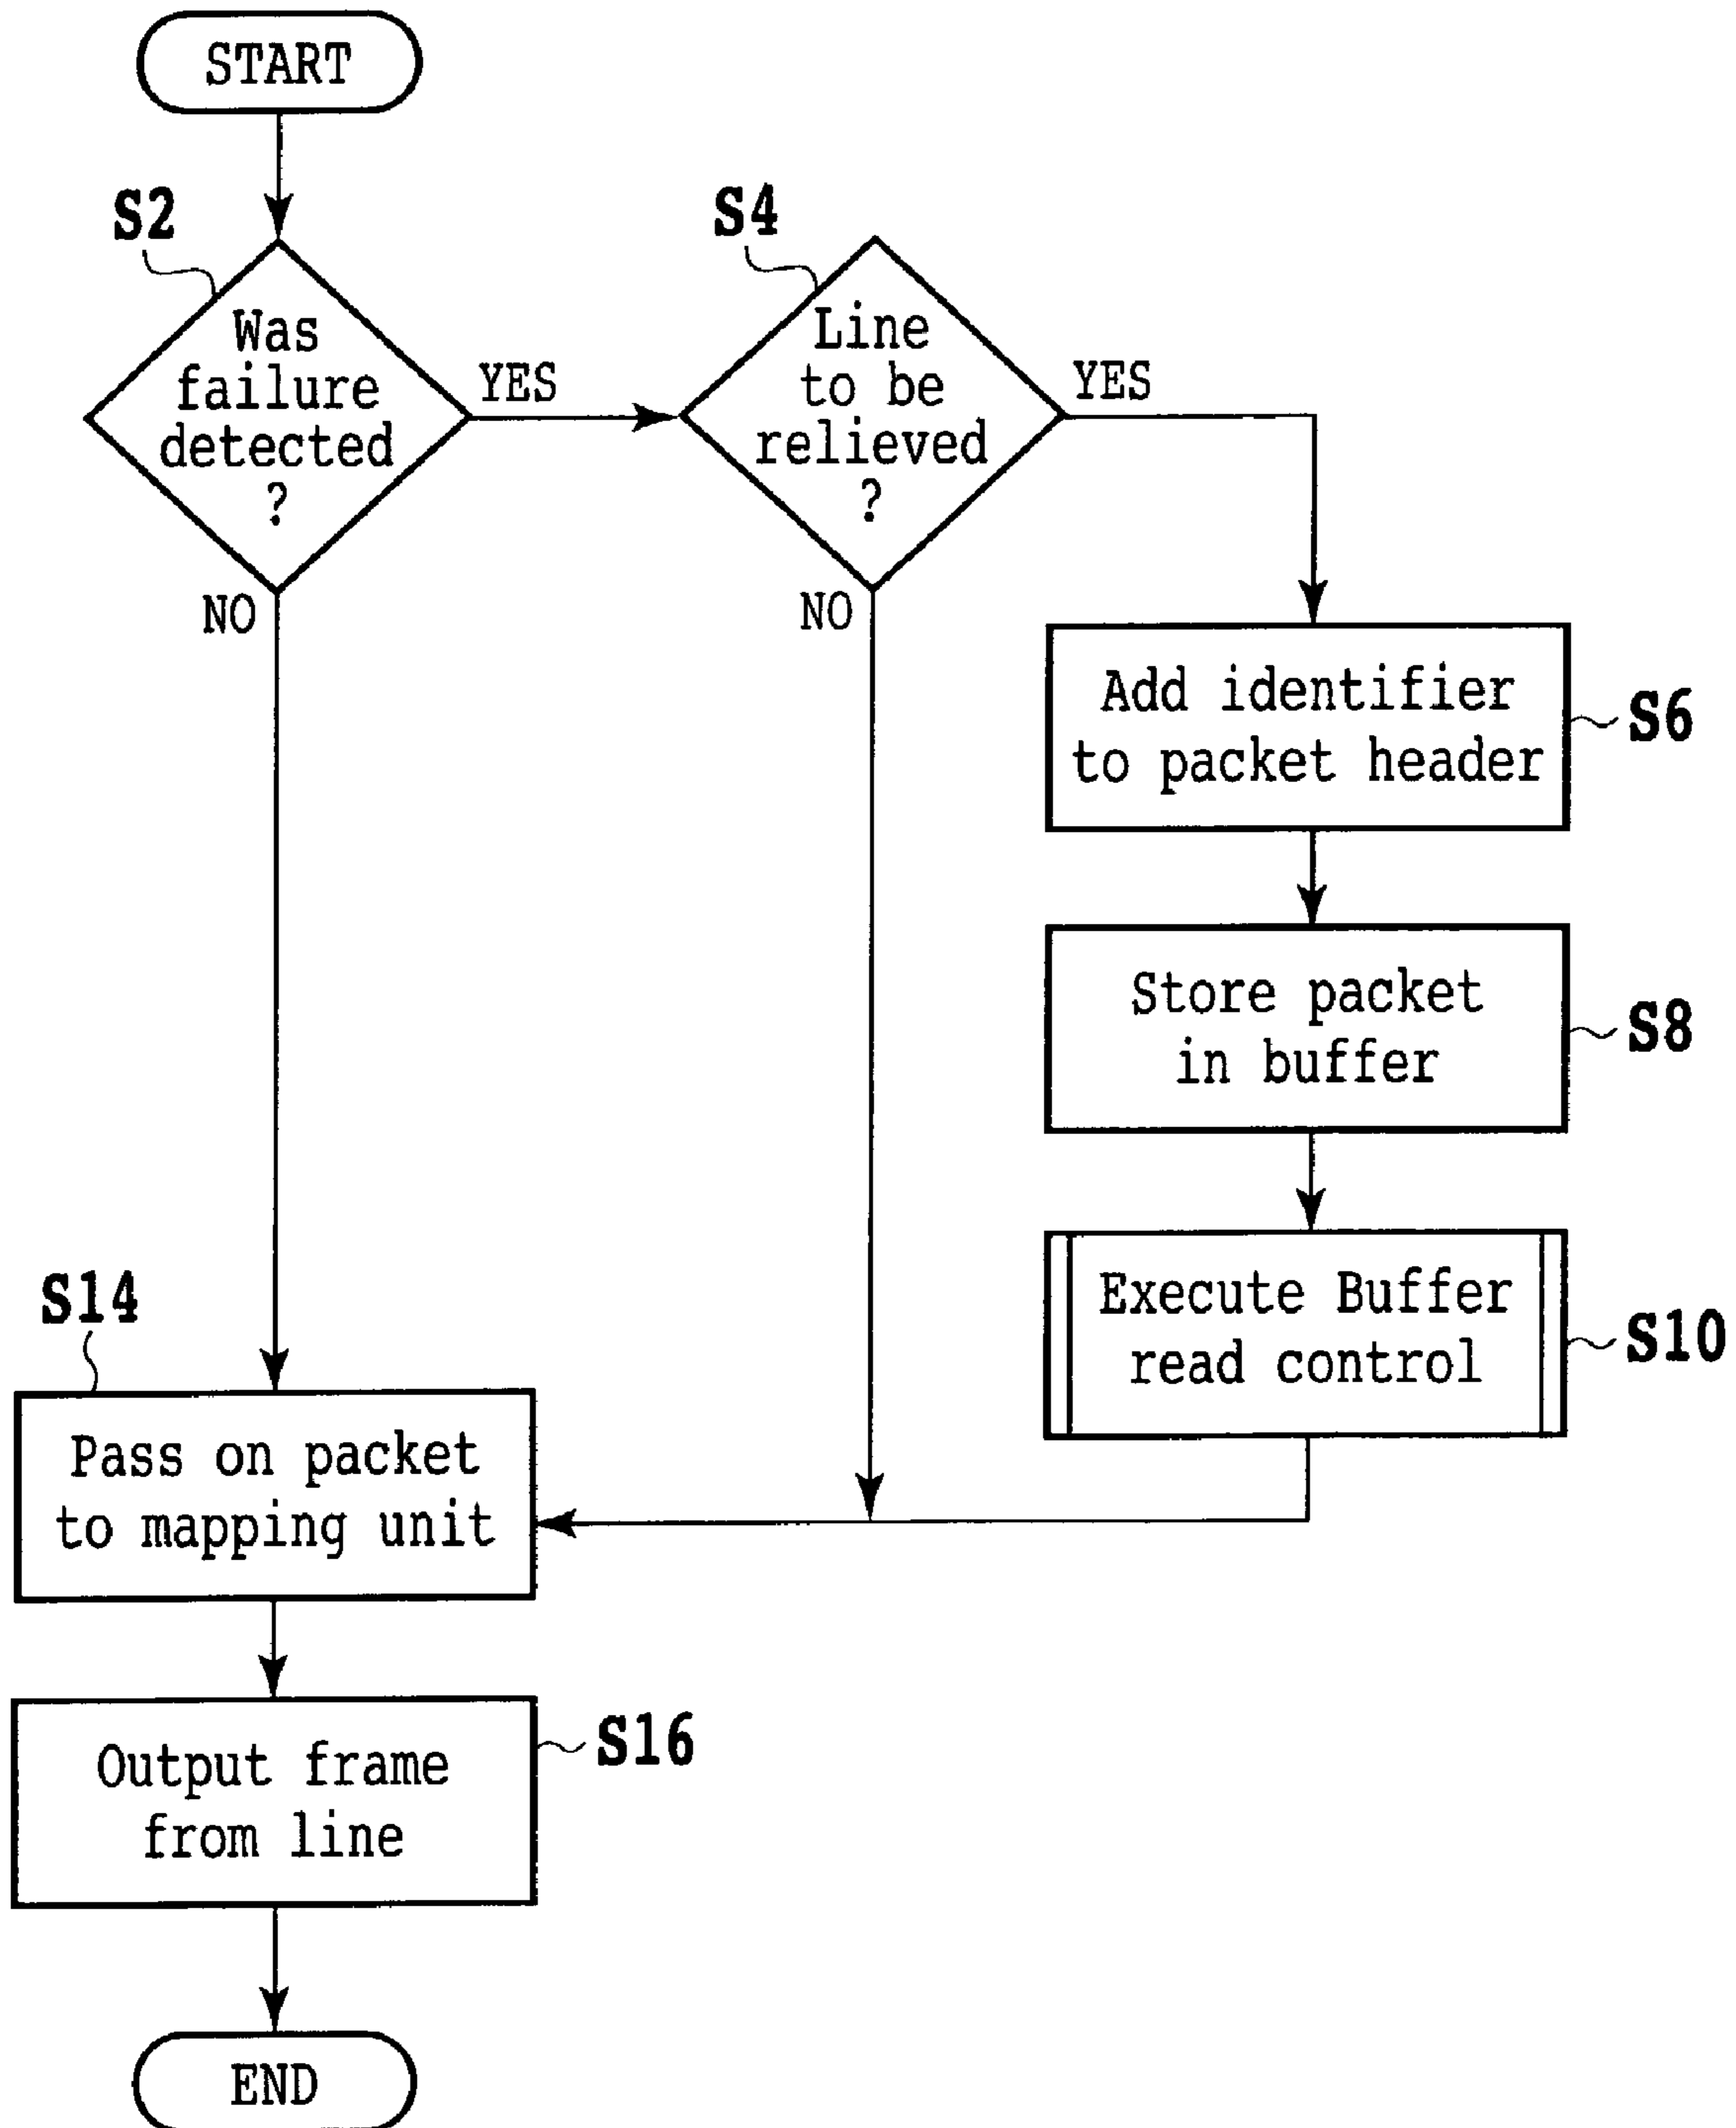 START
S2
Was
failure
detected
?
YES
NO
S4
Line
to be
relieved
?
YES
NO
Add identifier
to packet header
S6
Store packet
in buffer
S8
Execute Buffer
read control
S10
S14
Pass on packet
to mapping unit
Output frame
from line
S16
END